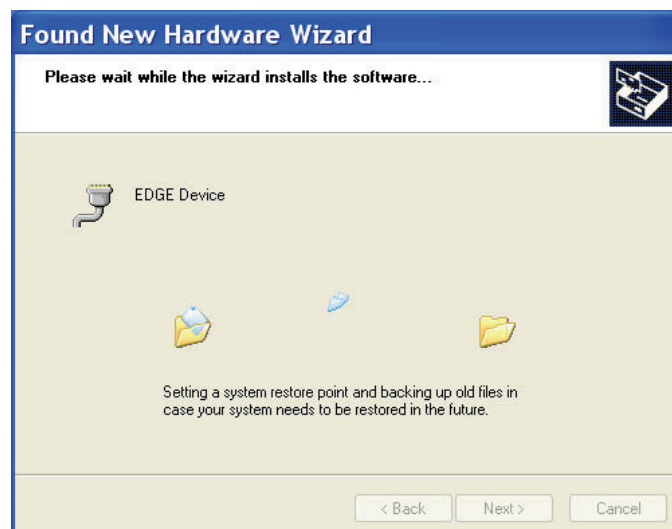 Found New Hardware Wizard
Please wait while the wizard installs the software...
EDGE Device
Setting a system restore point and backing up old files in
case your system needs to be restored in the future.
< Back Next > Cancel